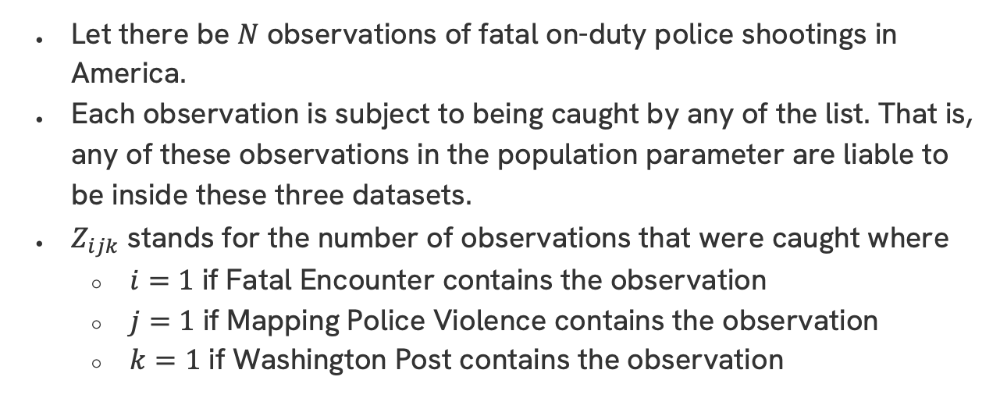 • Let there be N observations of fatal on-duty police shootings in
America.
• Each observation is subject to being caught by any of the list. That is,
any of these observations in the population parameter are liable to
be inside these three datasets.
• Z_{ijk} stands for the number of observations that were caught where
○ i = 1 if Fatal Encounter contains the observation
○ j = 1 if Mapping Police Violence contains the observation
○ k = 1 if Washington Post contains the observation